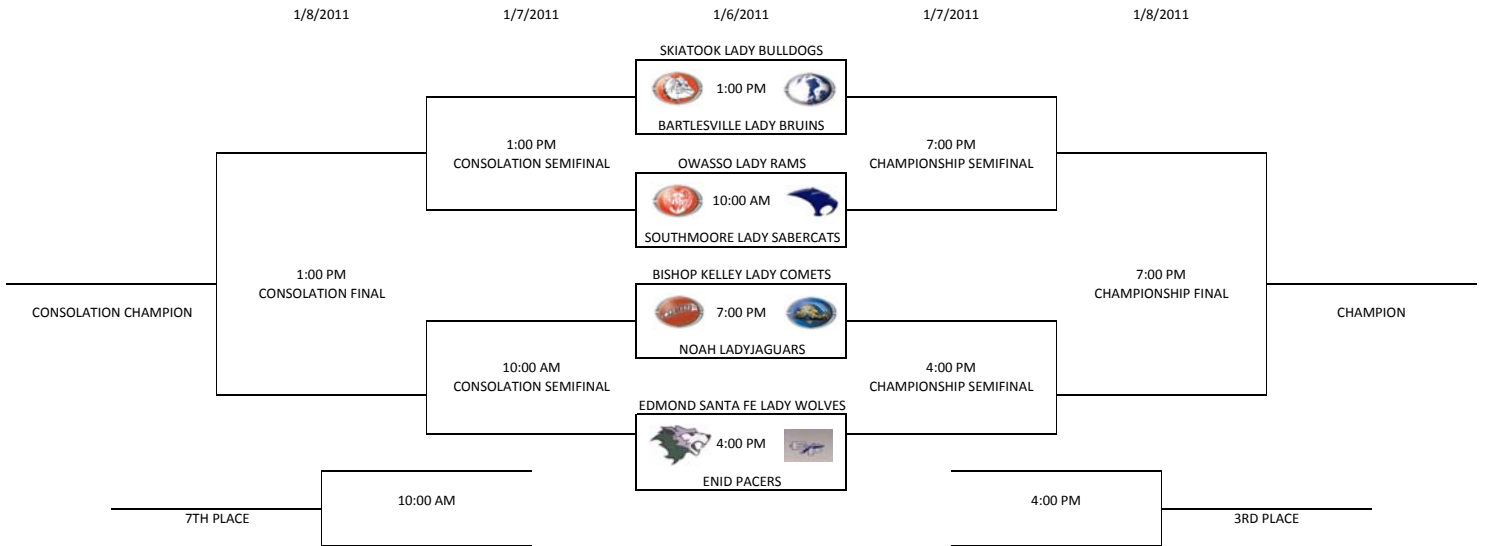 1/8/2011 1/7/2011 1/6/2011 1/7/2011 1/8/2011
SKIATOOK LADY BULLDOGS
1:00 PM
BARTLESVILLE LADY BRUINS
1:00 PM
CONSOLATION SEMIFINAL
7:00 PM
CHAMPIONSHIP SEMIFINAL
OWASSO LADY RAMS
10:00 AM
SOUTHMOORE LADY SABERCATS
1:00 PM
CONSOLATION FINAL
7:00 PM
CHAMPIONSHIP FINAL
BISHOP KELLEY LADY COMETS
CONSOLATION CHAMPION
7:00 PM
CHAMPION
NOAH LADYJAGUARS
10:00 AM
CONSOLATION SEMIFINAL
4:00 PM
CHAMPIONSHIP SEMIFINAL
EDMOND SANTA FE LADY WOLVES
4:00 PM
ENID PACERS
10:00 AM
4:00 PM
7TH PLACE
3RD PLACE